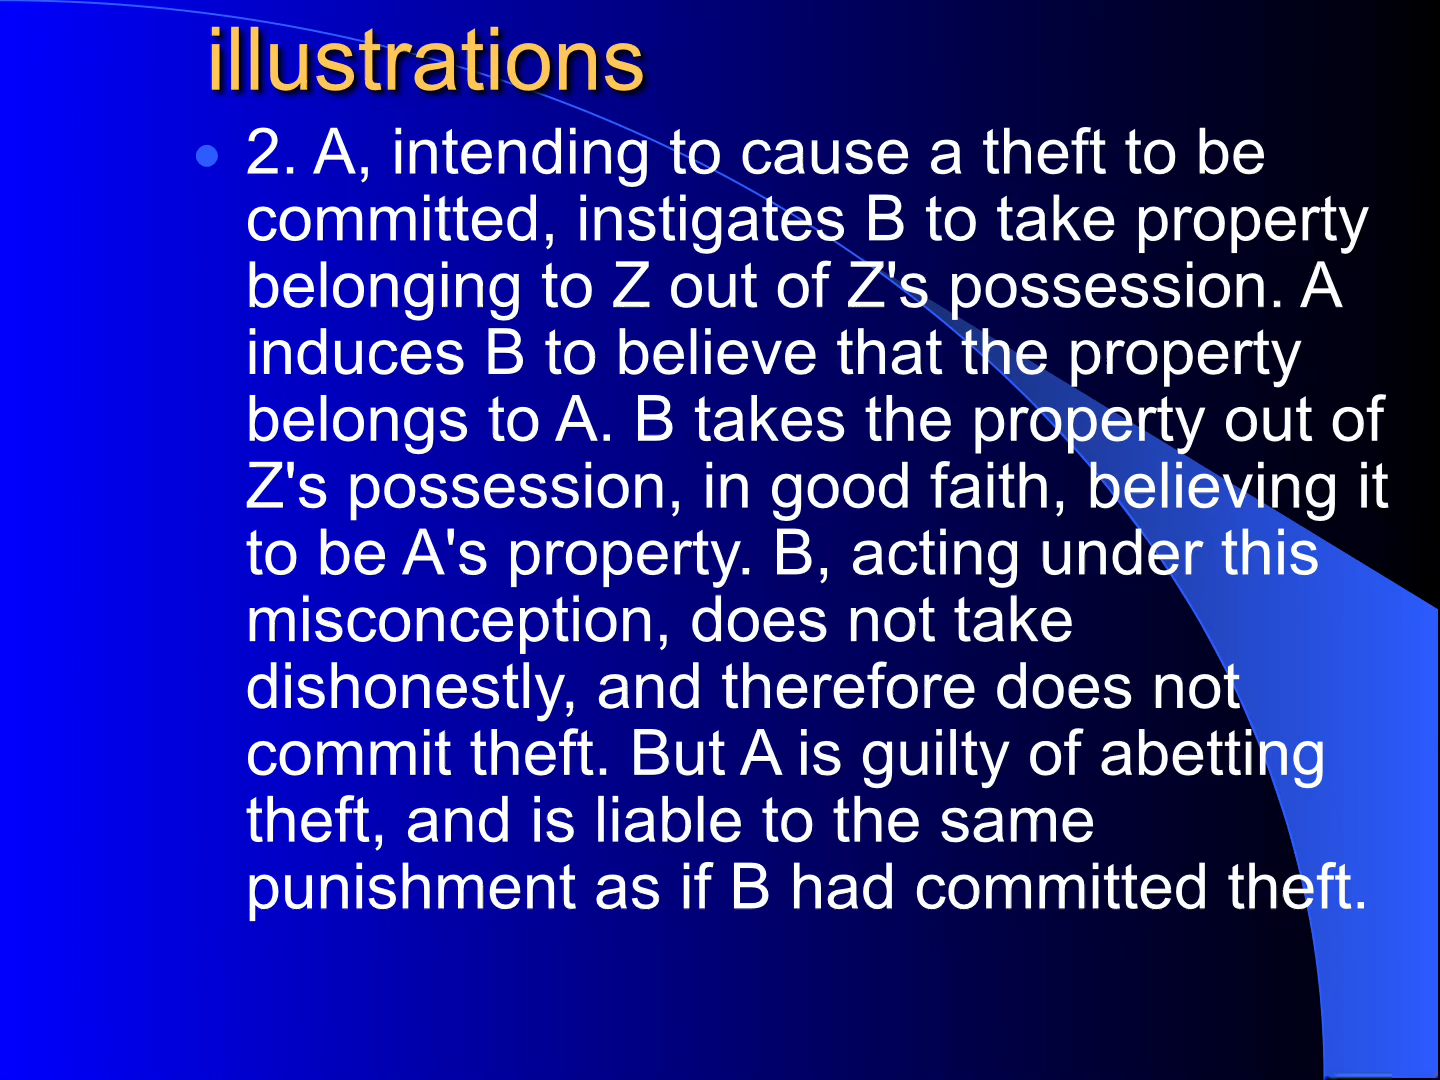 illustrations
2. A, intending to cause a theft to be
committed, instigates B to take property
belonging to Z out of Z's possession. A
induces B to believe that the property
belongs to A. B takes the property out of
Z's possession, in good faith, believing it
to be A's property. B, acting under this
misconception, does not take
dishonestly, and therefore does not
commit theft. But A is guilty of abetting
theft, and is liable to the same
punishment as if B had committed theft.